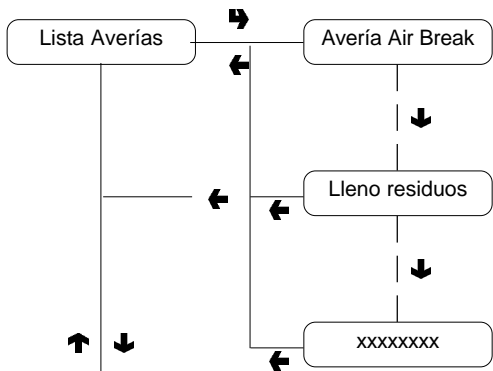 Lista Averías
Avería Air Break
Lleno residuos
xxxxxxxx